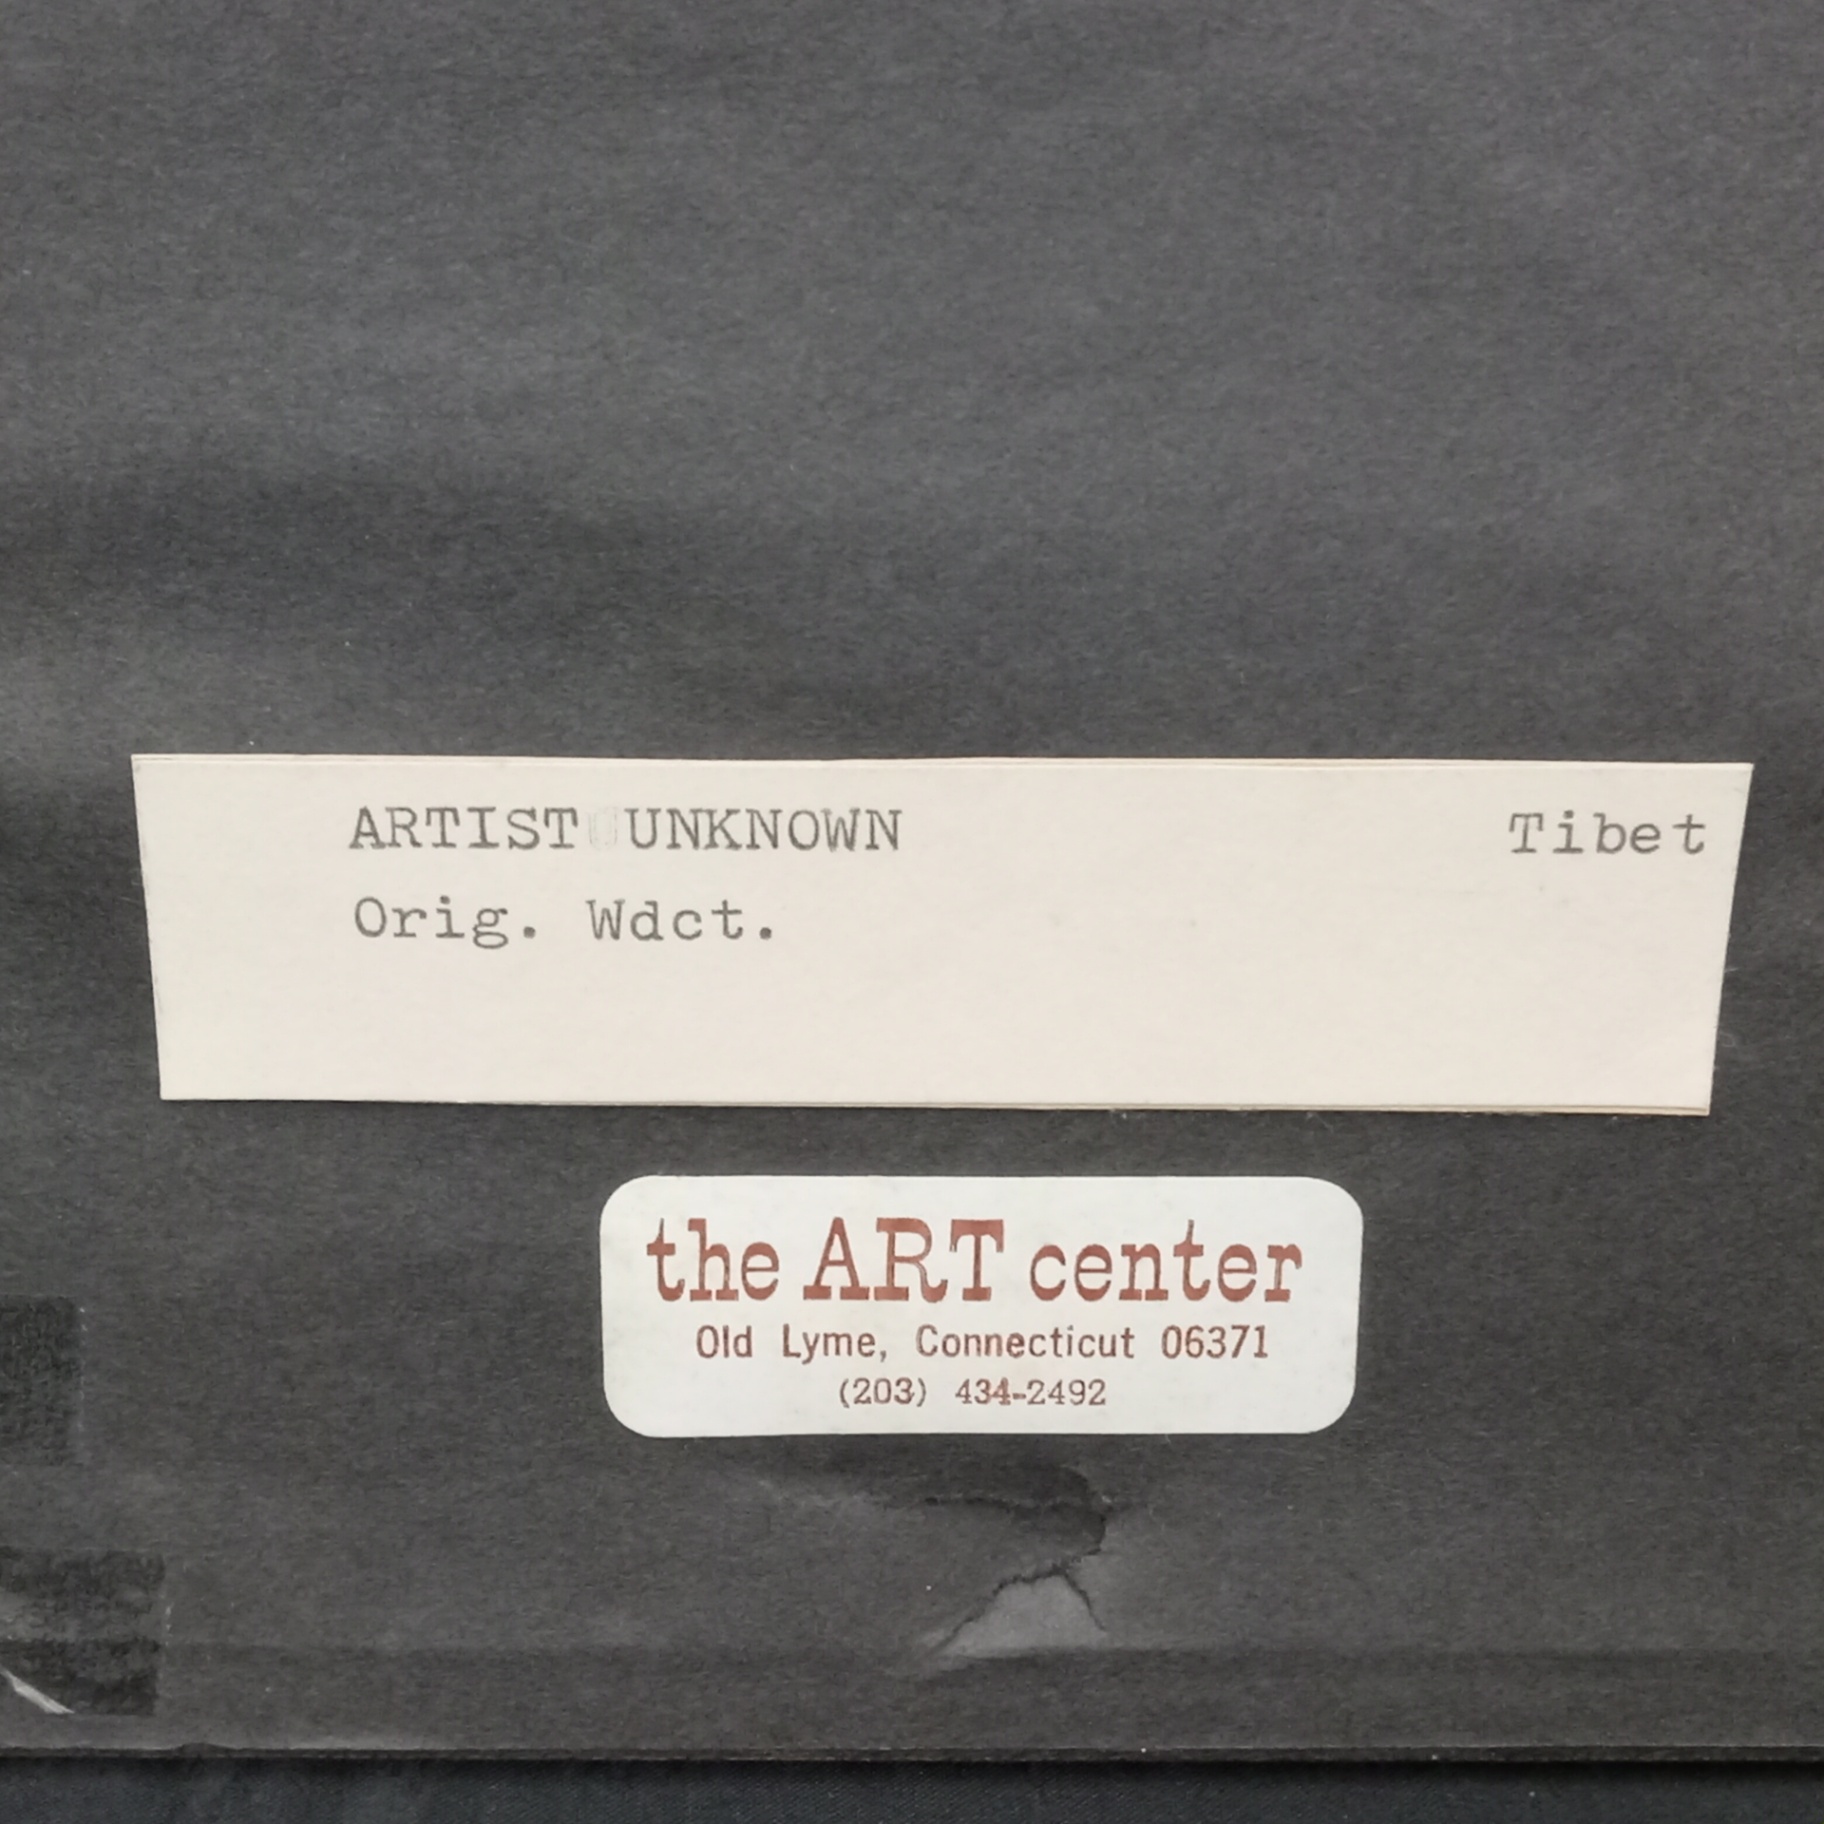 ARTIST UNKNOWN Tibet
Orig. Wdct.
the ART center
Old Lyme, Connecticut 06371
(203) 434-2492